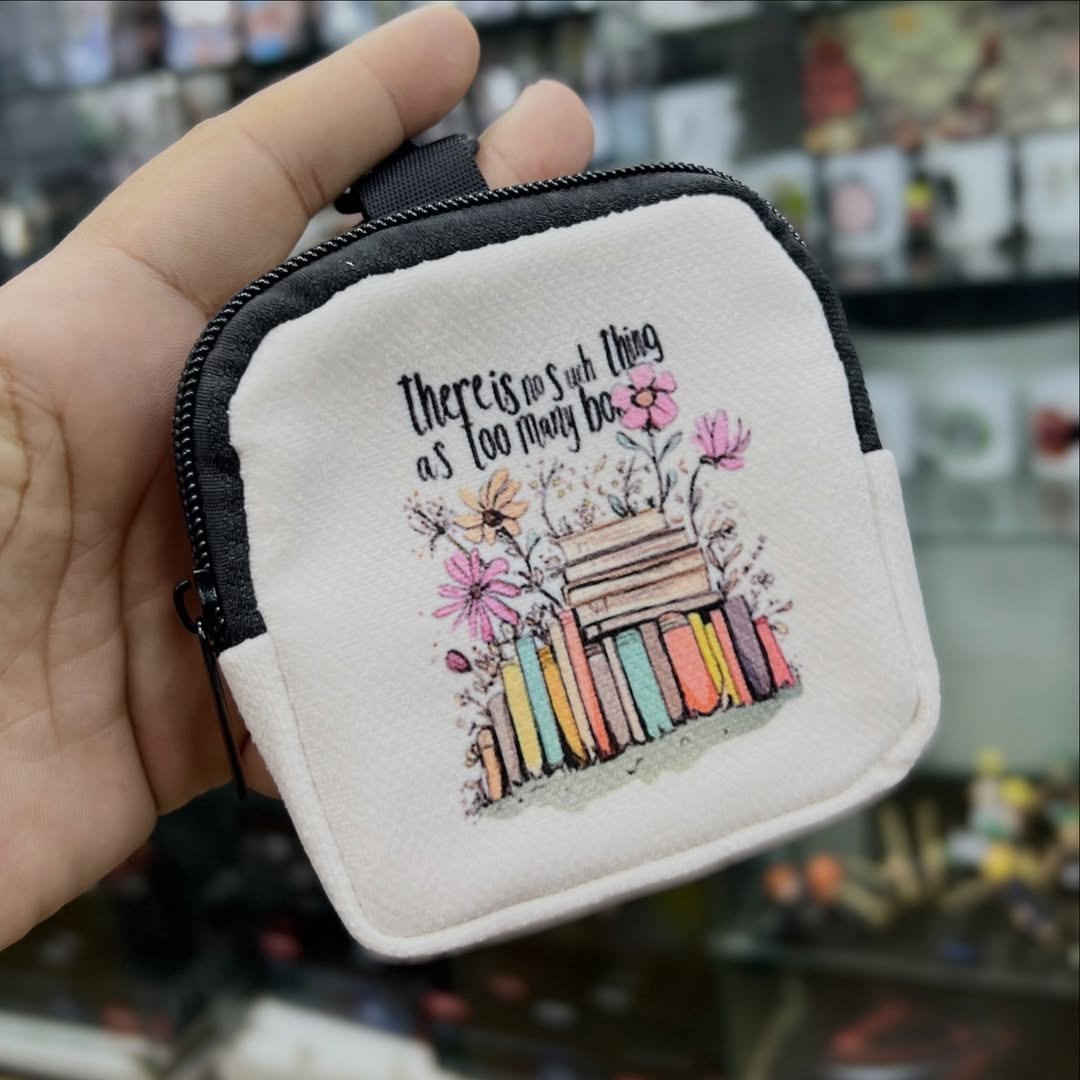 there is no such thing
as too many bo